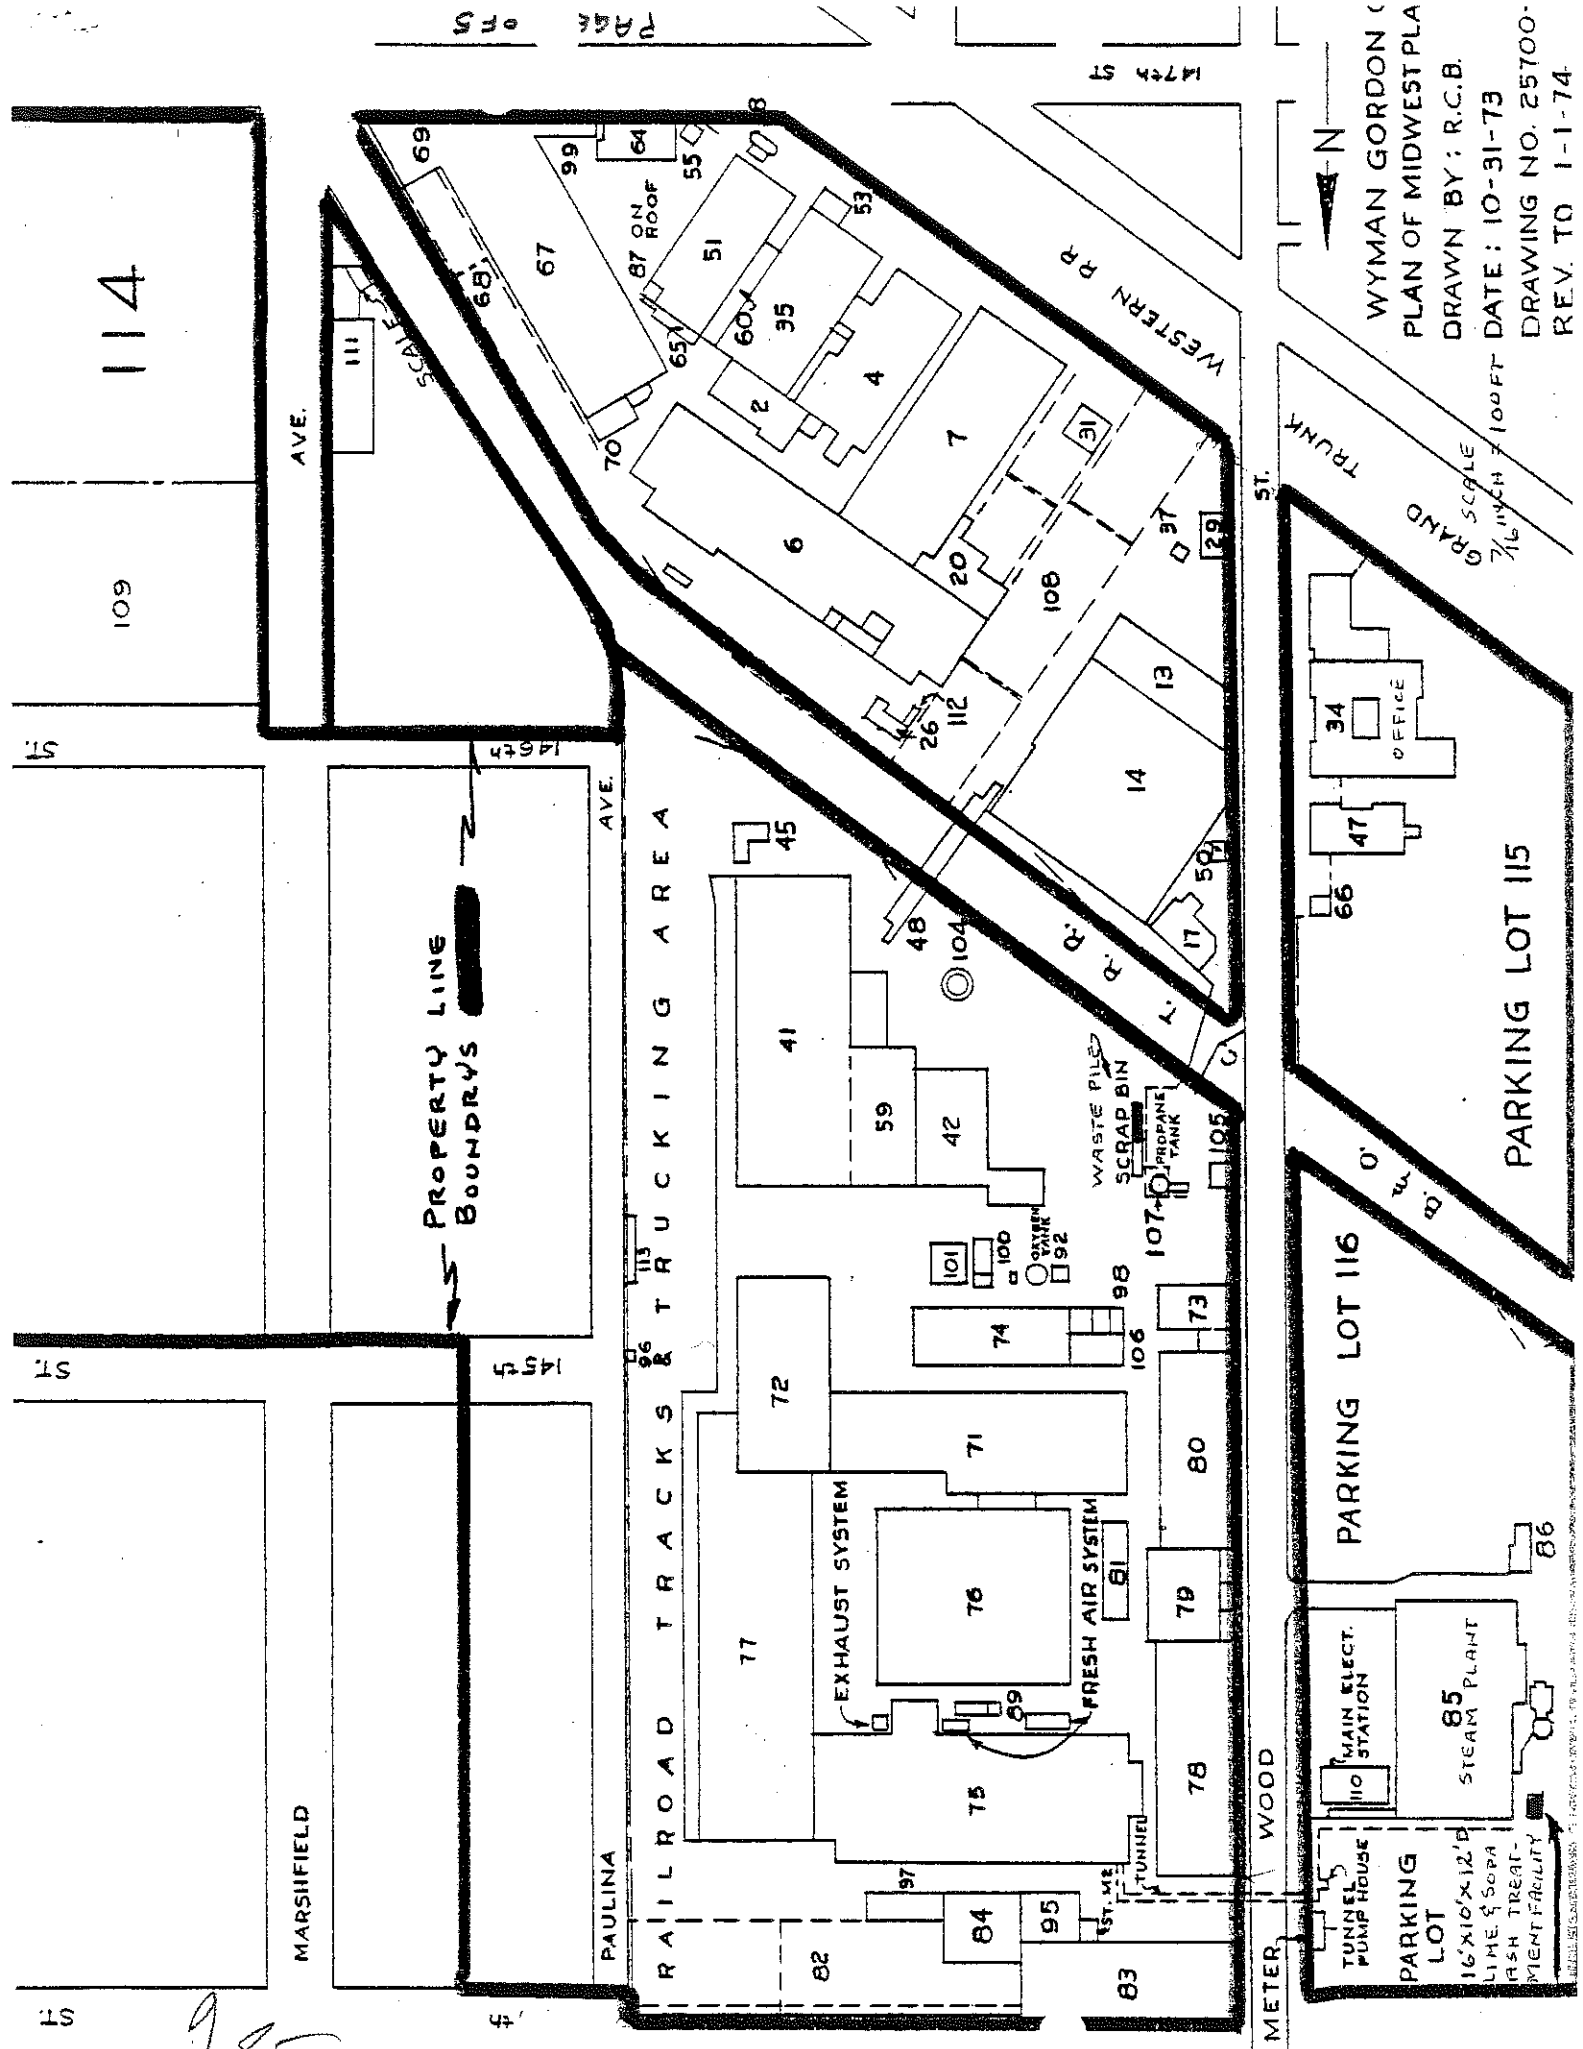 PAGE
OF 5
147th ST
N
WYMAN GORDON
PLAN OF MIDWEST PLA
DRAWN BY: R.C.B.
DATE: 10-31-73
DRAWING NO. 25700-
REV. TO 1-1-74
SCALE
7/16 INCH = 100FT
114
109
AVE.
111
SCALE
69
68
67
99
64
55
8
87 ON
ROOF
51
53
65
60
35
70
2
4
6
7
20
31
108
37
29
26
112
13
14
50
17
48
104
WESTERN RR
GRAND
TRUNK
ST.
34
OFFICE
47
66
PARKING LOT 115
ST.
146th
AVE.
PROPERTY LINE
BOUNDRYS
45
41
59
42
WASTE PILE
SCRAP BIN
PROPANE
TANK
105
107
113
101
100
OXYGEN
TANK
92
98
106
73
74
ST.
145th
96
RAILROAD TRACKS & TRUCKING AREA
72
71
80
EXHAUST SYSTEM
FRESH AIR SYSTEM
77
76
81
79
89
75
78
B.
O.
C.
T.
R.R.
PARKING LOT 116
86
MAIN ELECT.
STATION
110
85
STEAM PLANT
MARSHFIELD
PAULINA
WOOD
TUNNEL
97
84
95
82
83
ST. ME
METER
TUNNEL
PUMP HOUSE
PARKING
LOT
16'X10'X12'D
LIME & SODA
ASH TREAT-
MENT FACILITY
ST